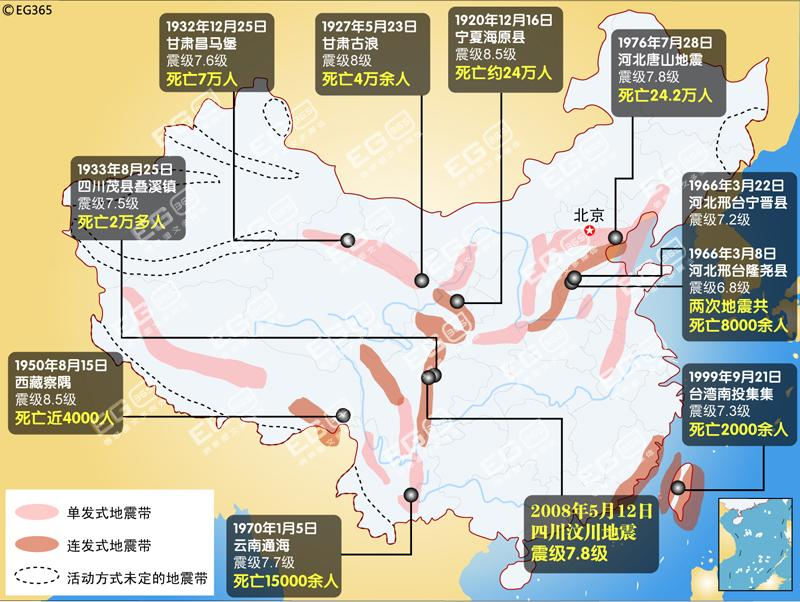 ©EG365
1932年12月25日
甘肃昌马堡
震级7.6级
死亡7万人
1927年5月23日
甘肃古浪
震级8级
死亡4万余人
1920年12月16日
宁夏海原县
震级8.5级
死亡约24万人
1976年7月28日
河北唐山地震
震级7.8级
死亡24.2万人
1933年8月25日
四川茂县叠溪镇
震级7.5级
死亡2万多人
1966年3月22日
河北邢台宁晋县
震级7.2级
北京
1966年3月8日
河北邢台隆尧县
震级6.8级
两次地震共
死亡8000余人
1950年8月15日
西藏察隅
震级8.5级
死亡近4000人
1999年9月21日
台湾南投集集
震级7.3级
死亡2000余人
2008年5月12日
四川汶川地震
震级7.8级
1970年1月5日
云南通海
震级7.7级
死亡15000余人
单发式地震带
连发式地震带
活动方式未定的地震带